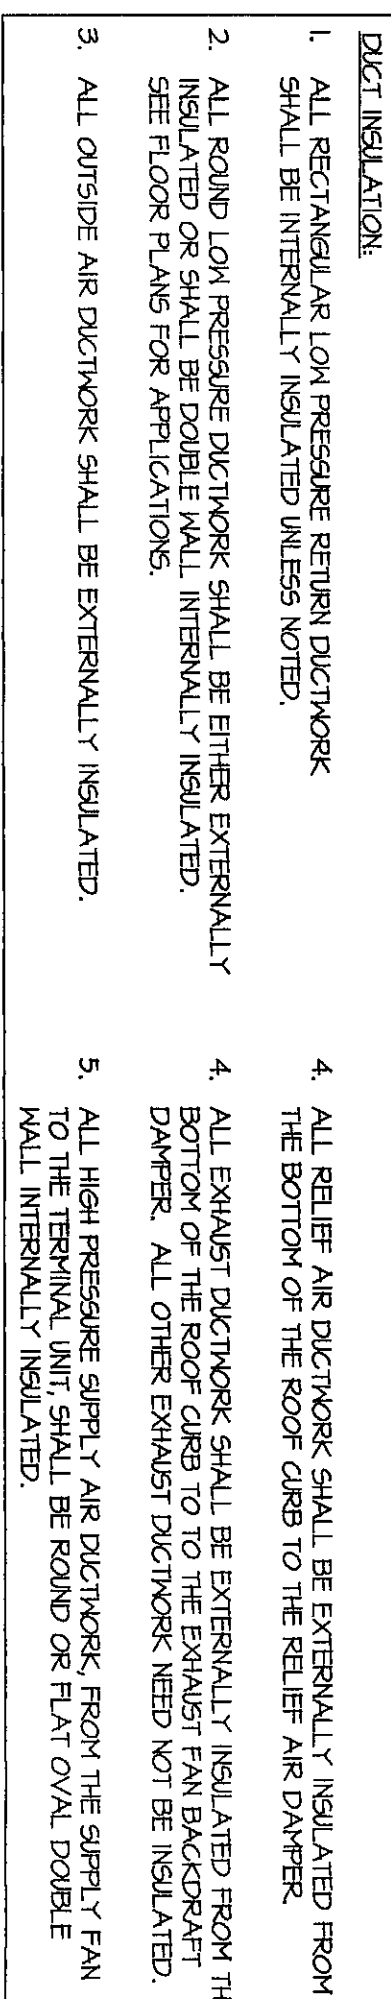 DUCT INSULATION:
1. ALL RECTANGULAR LOW PRESSURE RETURN DUCTWORK
SHALL BE INTERNALLY INSULATED UNLESS NOTED.
2. ALL ROUND LOW PRESSURE DUCTWORK SHALL BE EITHER EXTERNALLY
INSULATED OR SHALL BE DOUBLE WALL INTERNALLY INSULATED.
SEE FLOOR PLANS FOR APPLICATIONS.
3. ALL OUTSIDE AIR DUCTWORK SHALL BE EXTERNALLY INSULATED.
4. ALL RELIEF AIR DUCTWORK SHALL BE EXTERNALLY INSULATED FROM
THE BOTTOM OF THE ROOF CURB TO THE RELIEF AIR DAMPER.
4. ALL EXHAUST DUCTWORK SHALL BE EXTERNALLY INSULATED FROM TH
BOTTOM OF THE ROOF CURB TO TO THE EXHAUST FAN BACKDRAFT
DAMPER. ALL OTHER EXHAUST DUCTWORK NEED NOT BE INSULATED.
5. ALL HIGH PRESSURE SUPPLY AIR DUCTWORK, FROM THE SUPPLY FAN
TO THE TERMINAL UNIT, SHALL BE ROUND OR FLAT OVAL DOUBLE
WALL INTERNALLY INSULATED.